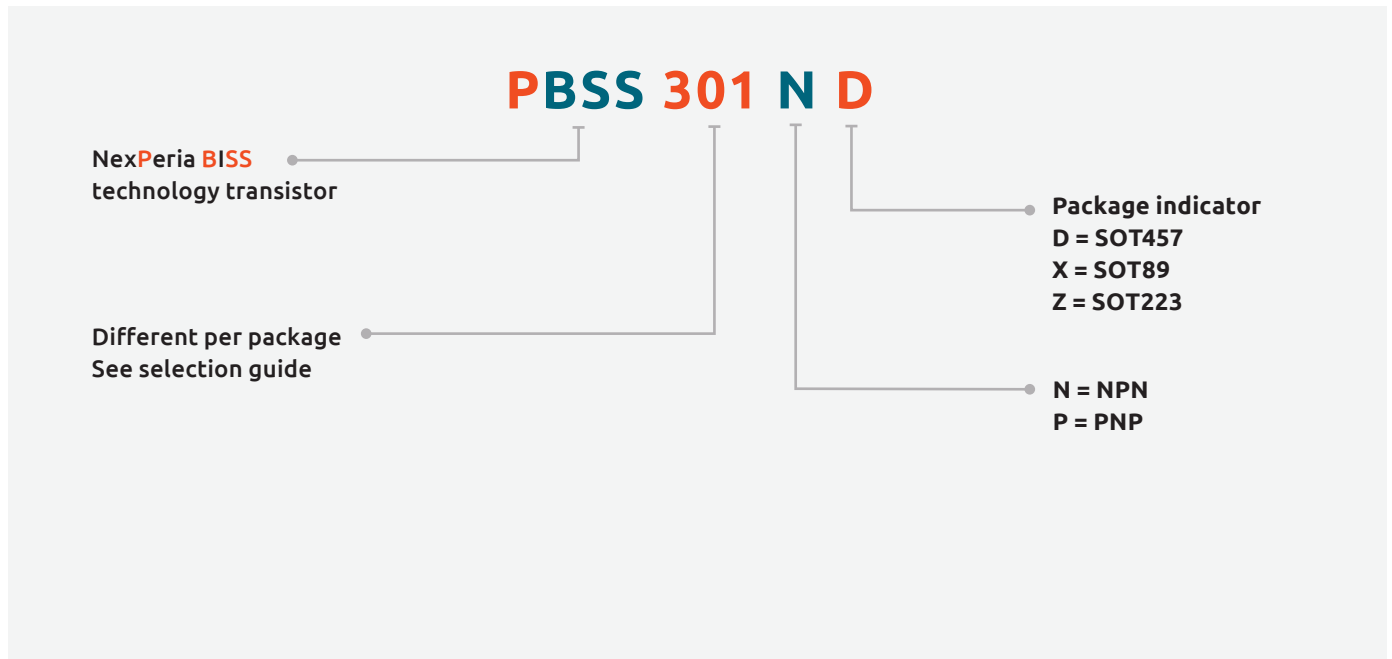 PBSS 301 N D
NexPeria BISS
technology transistor
Package indicator
D = SOT457
X = SOT89
Z = SOT223
Different per package
See selection guide
N = NPN
P = PNP